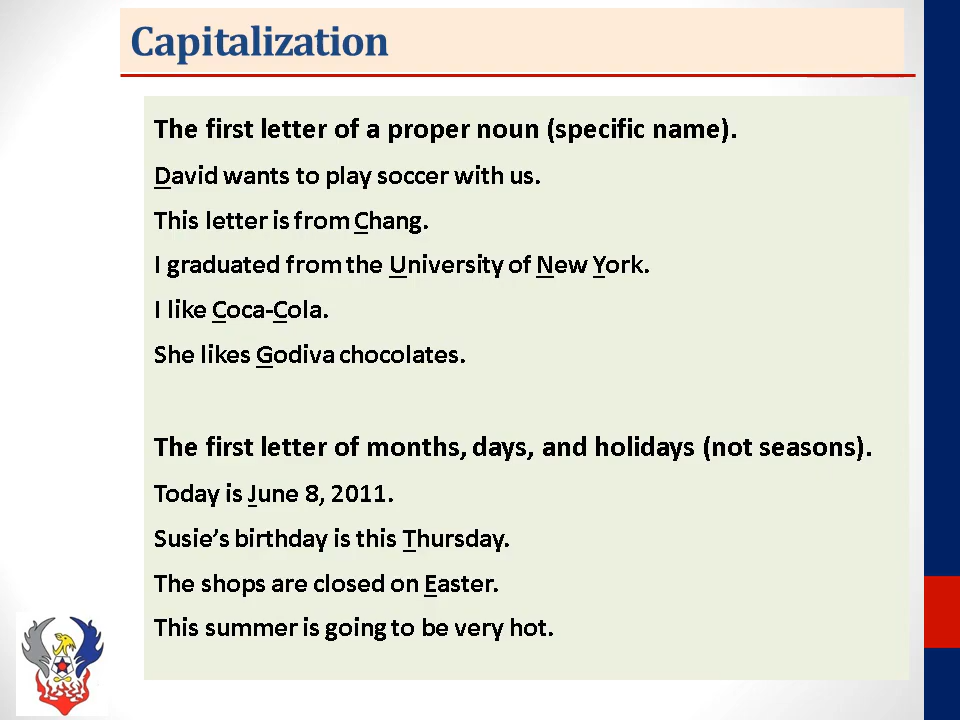 Capitalization
The first letter of a proper noun (specific name).
David wants to play soccer with us.
This letter is from Chang.
I graduated from the University of New York.
I like Coca-Cola.
She likes Godiva chocolates.
The first letter of months, days, and holidays (not seasons).
Today is June 8, 2011.
Susie’s birthday is this Thursday.
The shops are closed on Easter.
This summer is going to be very hot.